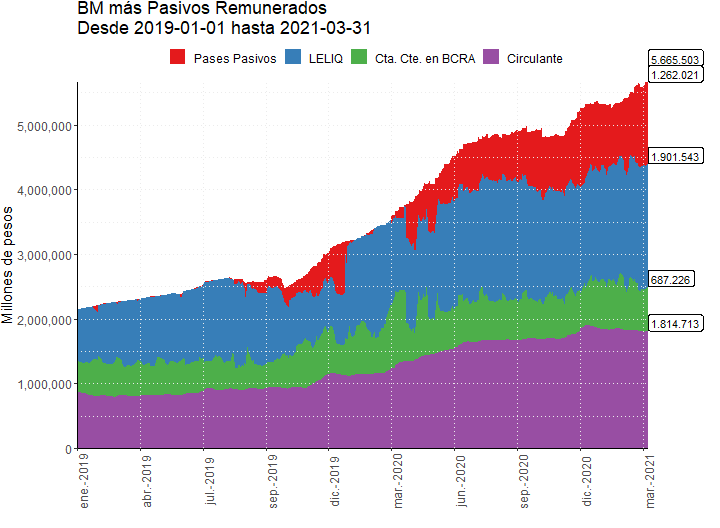 BM más Pasivos Remunerados
Desde 2019-01-01 hasta 2021-03-31
Pases Pasivos LELIQ Cta. Cte. en BCRA Circulante
5.665.503
1.262.021
1.901.543
687.226
1.814.713
Millones de pesos
5,000,000
4,000,000
3,000,000
2,000,000
1,000,000
0
ene.-2019
abr.-2019
jul.-2019
sep.-2019
dic.-2019
mar.-2020
jun.-2020
sep.-2020
dic.-2020
mar.-2021